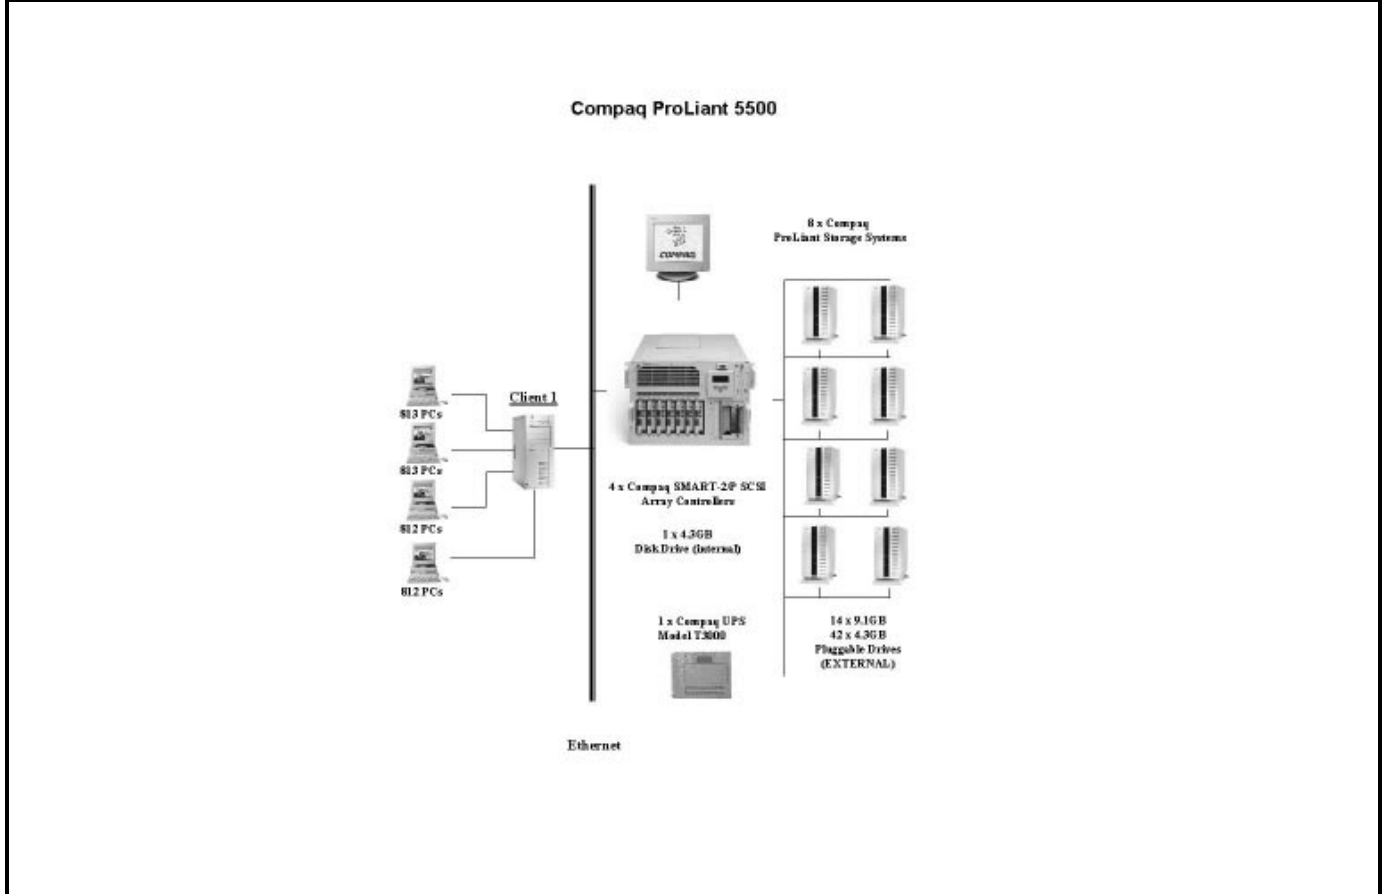 Compaq ProLiant 5500
COMPAQ
8 x Compaq
ProLiant Storage Systems
Client 1
813 PCs
813 PCs
812 PCs
812 PCs
4 x Compaq SMART-2/P SCSI
Array Controllers
1 x 4.3GB
Disk Drive (internal)
1 x Compaq UPS
Model T3000
14 x 9.1GB
42 x 4.3GB
Pluggable Drives
(EXTERNAL)
Ethernet